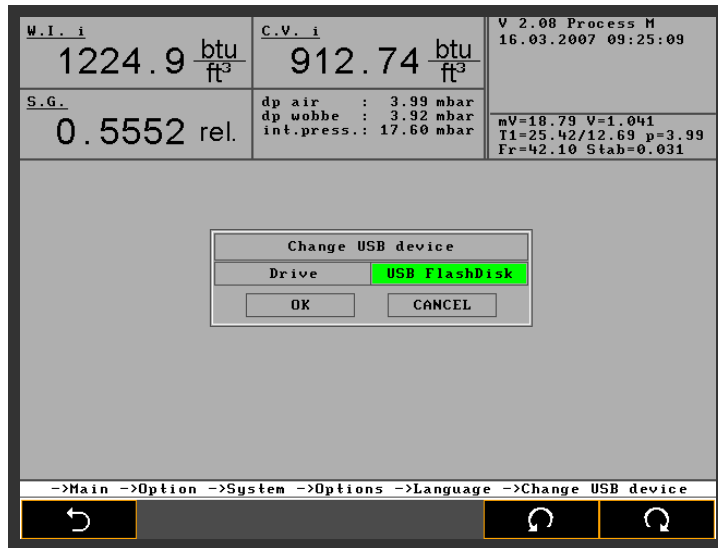 W.I. i
1224.9 btu/ft³
C.V. i
912.74 btu/ft³
V 2.08 Process M
16.03.2007 09:25:09
S.G.
0.5552 rel.
dp air : 3.99 mbar
dp wobbe : 3.92 mbar
int.press.: 17.60 mbar
mV=18.79 V=1.041
T1=25.42/12.69 p=3.99
Fr=42.10 Stab=0.031
Change USB device
Drive USB FlashDisk
OK CANCEL
->Main ->Option ->System ->Options ->Language ->Change USB device